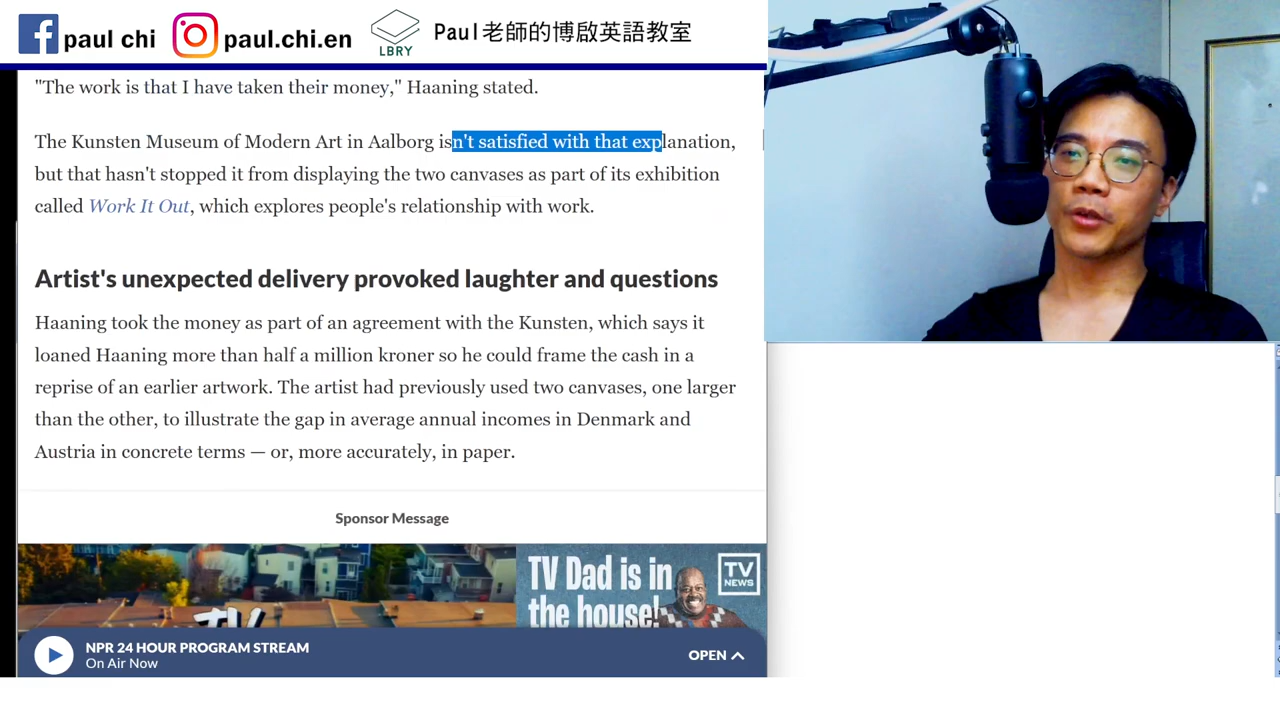 paul chi
paul.chi.en
LBRY
Paul老師的博啟英語教室
"The work is that I have taken their money," Haaning stated.
The Kunsten Museum of Modern Art in Aalborg isn't satisfied with that explanation,
but that hasn't stopped it from displaying the two canvases as part of its exhibition
called Work It Out, which explores people's relationship with work.
Artist's unexpected delivery provoked laughter and questions
Haaning took the money as part of an agreement with the Kunsten, which says it
loaned Haaning more than half a million kroner so he could frame the cash in a
reprise of an earlier artwork. The artist had previously used two canvases, one larger
than the other, to illustrate the gap in average annual incomes in Denmark and
Austria in concrete terms — or, more accurately, in paper.
Sponsor Message
TV Dad is in
the house!
TV
NEWS
NPR 24 HOUR PROGRAM STREAM
On Air Now
OPEN